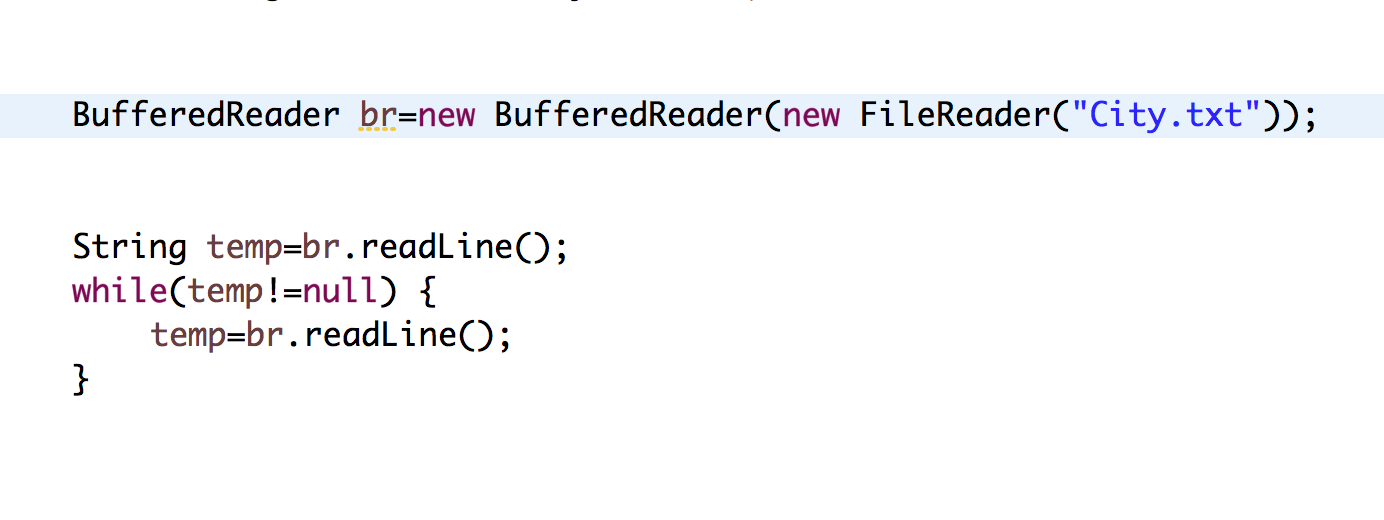 BufferedReader br=new BufferedReader(new FileReader("City.txt"));
String temp=br.readLine();
while(temp!=null) {
    temp=br.readLine();
}